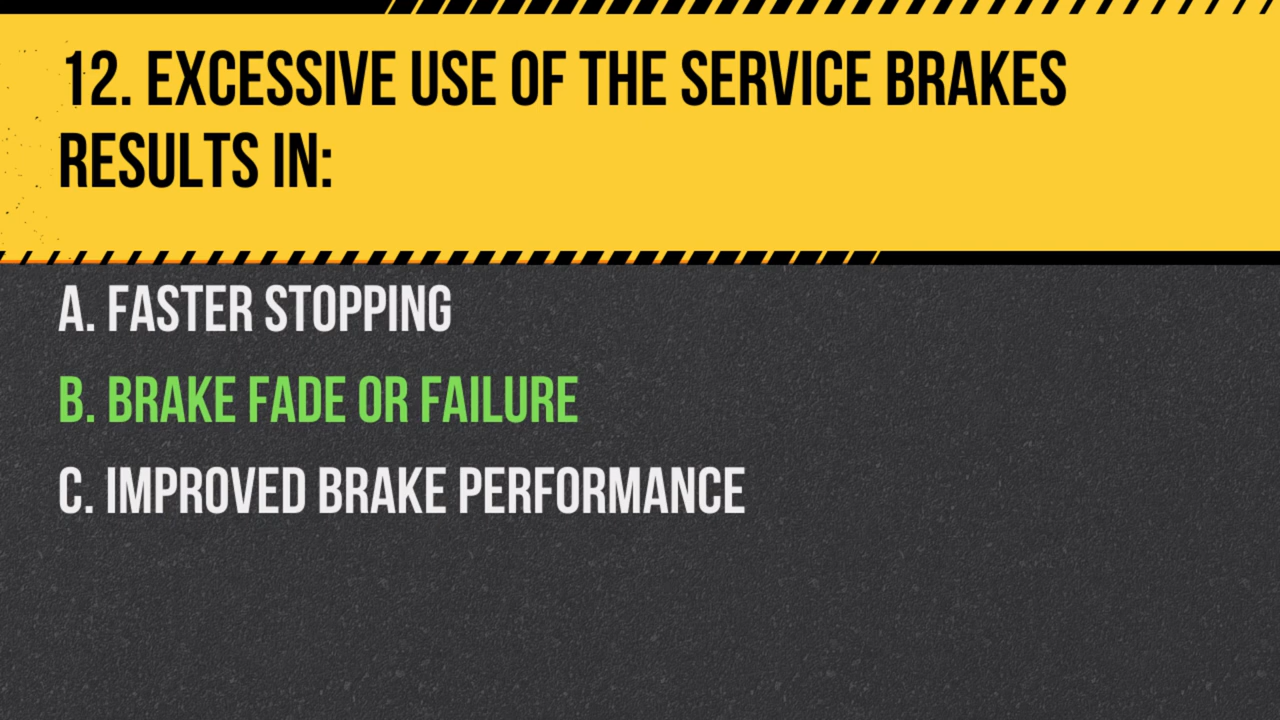 12. EXCESSIVE USE OF THE SERVICE BRAKES
RESULTS IN:
A. FASTER STOPPING
B. BRAKE FADE OR FAILURE
C. IMPROVED BRAKE PERFORMANCE